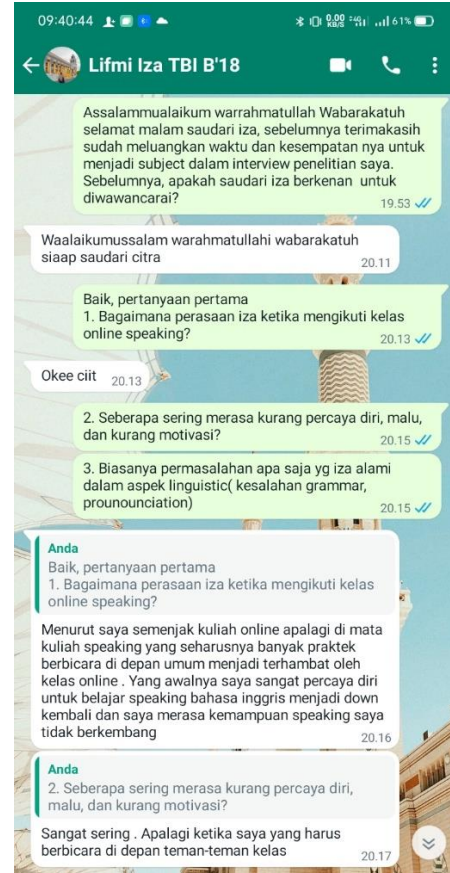 09:40:44
0.00 KB/S 61%
Lifmi Iza TBI B'18
Assalammualaikum warrahmatullah Wabarakatuh
selamat malam saudari iza, sebelumnya terimakasih
sudah meluangkan waktu dan kesempatan nya untuk
menjadi subject dalam interview penelitian saya.
Sebelumnya, apakah saudari iza berkenan untuk
diwawancarai?
19.53
Waalaikumussalam warahmatullahi wabarakatuh
siaap saudari citra
20.11
Baik, pertanyaan pertama
1. Bagaimana perasaan iza ketika mengikuti kelas
online speaking?
20.13
Okee ciit 20.13
2. Seberapa sering merasa kurang percaya diri, malu,
dan kurang motivasi?
20.15
3. Biasanya permasalahan apa saja yg iza alami
dalam aspek linguistic( kesalahan grammar,
prounounciation)
20.15
Anda
Baik, pertanyaan pertama
1. Bagaimana perasaan iza ketika mengikuti kelas
online speaking?
Menurut saya semenjak kuliah online apalagi di mata
kuliah speaking yang seharusnya banyak praktek
berbicara di depan umum menjadi terhambat oleh
kelas online . Yang awalnya saya sangat percaya diri
untuk belajar speaking bahasa inggris menjadi down
kembali dan saya merasa kemampuan speaking saya
tidak berkembang
20.16
Anda
2. Seberapa sering merasa kurang percaya diri,
malu, dan kurang motivasi?
Sangat sering . Apalagi ketika saya yang harus
berbicara di depan teman-teman kelas
20.17